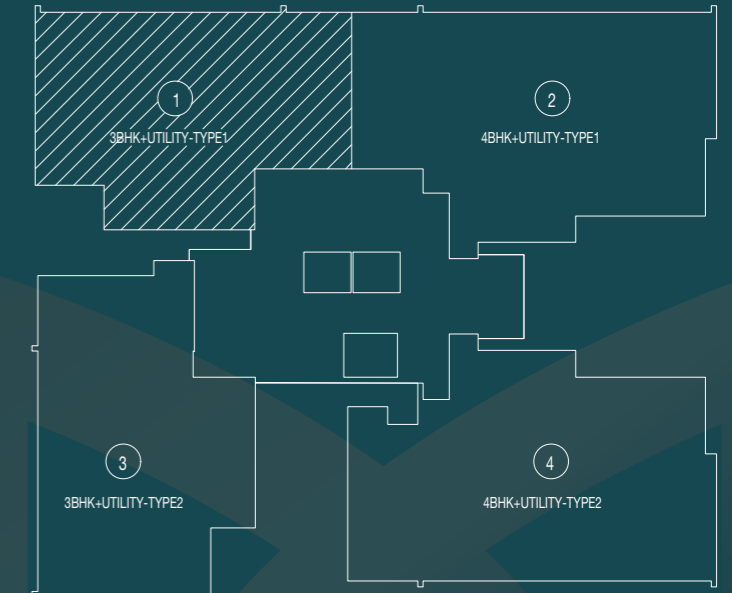 1
3BHK+UTILITY-TYPE1
2
4BHK+UTILITY-TYPE1
3
3BHK+UTILITY-TYPE2
4
4BHK+UTILITY-TYPE2